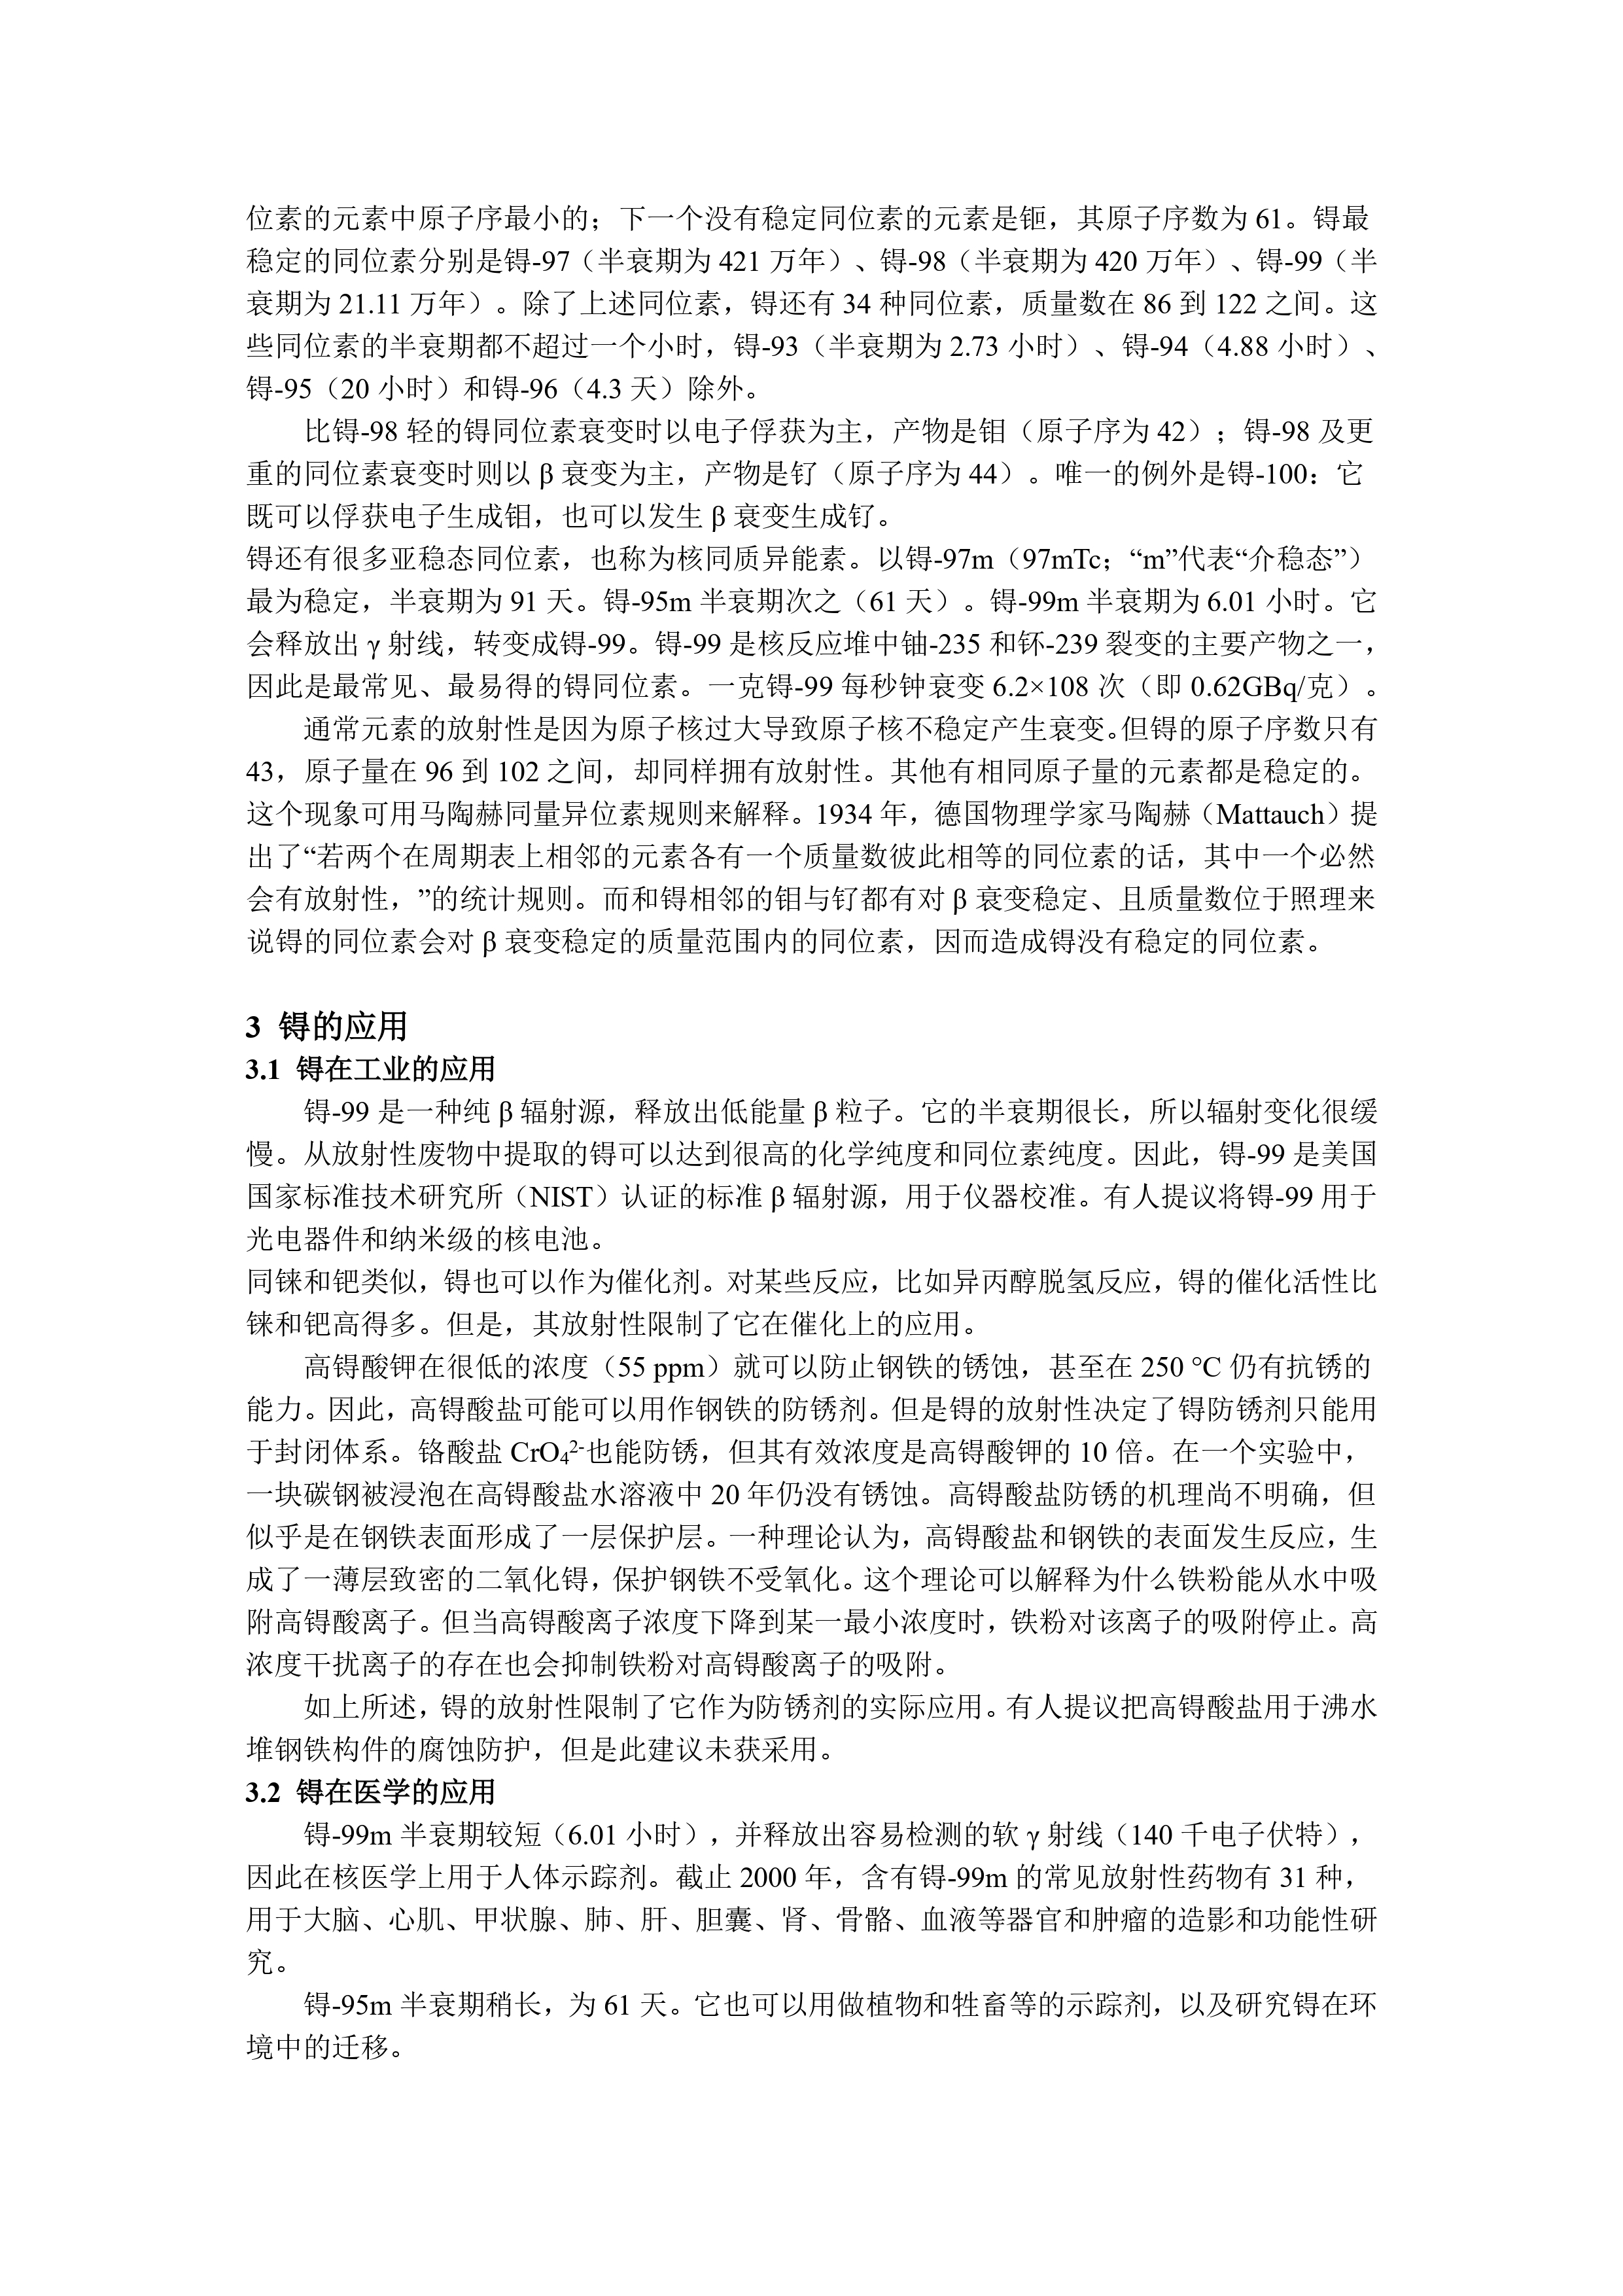 位素的元素中原子序最小的；下一个没有稳定同位素的元素是钷，其原子序数为 61。锝最
稳定的同位素分别是锝-97（半衰期为 421 万年）、锝-98（半衰期为 420 万年）、锝-99（半
衰期为 21.11 万年）。除了上述同位素，锝还有 34 种同位素，质量数在 86 到 122 之间。这
些同位素的半衰期都不超过一个小时，锝-93（半衰期为 2.73 小时）、锝-94（4.88 小时）、
锝-95（20 小时）和锝-96（4.3 天）除外。
比锝-98 轻的锝同位素衰变时以电子俘获为主，产物是钼（原子序为 42）；锝-98 及更
重的同位素衰变时则以 β 衰变为主，产物是钌（原子序为 44）。唯一的例外是锝-100：它
既可以俘获电子生成钼，也可以发生 β 衰变生成钌。
锝还有很多亚稳态同位素，也称为核同质异能素。以锝-97m（97mTc；“m”代表“介稳态”）
最为稳定，半衰期为 91 天。锝-95m 半衰期次之（61 天）。锝-99m 半衰期为 6.01 小时。它
会释放出 γ 射线，转变成锝-99。锝-99 是核反应堆中铀-235 和钚-239 裂变的主要产物之一，
因此是最常见、最易得的锝同位素。一克锝-99 每秒钟衰变 6.2×108 次（即 0.62GBq/克）。
通常元素的放射性是因为原子核过大导致原子核不稳定产生衰变。但锝的原子序数只有
43，原子量在 96 到 102 之间，却同样拥有放射性。其他有相同原子量的元素都是稳定的。
这个现象可用马陶赫同量异位素规则来解释。1934 年，德国物理学家马陶赫（Mattauch）提
出了“若两个在周期表上相邻的元素各有一个质量数彼此相等的同位素的话，其中一个必然
会有放射性，”的统计规则。而和锝相邻的钼与钌都有对 β 衰变稳定、且质量数位于照理来
说锝的同位素会对 β 衰变稳定的质量范围内的同位素，因而造成锝没有稳定的同位素。
3 锝的应用
3.1 锝在工业的应用
锝-99 是一种纯 β 辐射源，释放出低能量 β 粒子。它的半衰期很长，所以辐射变化很缓
慢。从放射性废物中提取的锝可以达到很高的化学纯度和同位素纯度。因此，锝-99 是美国
国家标准技术研究所（NIST）认证的标准 β 辐射源，用于仪器校准。有人提议将锝-99 用于
光电器件和纳米级的核电池。
同铼和钯类似，锝也可以作为催化剂。对某些反应，比如异丙醇脱氢反应，锝的催化活性比
铼和钯高得多。但是，其放射性限制了它在催化上的应用。
高锝酸钾在很低的浓度（55 ppm）就可以防止钢铁的锈蚀，甚至在 250 °C 仍有抗锈的
能力。因此，高锝酸盐可能可以用作钢铁的防锈剂。但是锝的放射性决定了锝防锈剂只能用
于封闭体系。铬酸盐 CrO₄²⁻也能防锈，但其有效浓度是高锝酸钾的 10 倍。在一个实验中，
一块碳钢被浸泡在高锝酸盐水溶液中 20 年仍没有锈蚀。高锝酸盐防锈的机理尚不明确，但
似乎是在钢铁表面形成了一层保护层。一种理论认为，高锝酸盐和钢铁的表面发生反应，生
成了一薄层致密的二氧化锝，保护钢铁不受氧化。这个理论可以解释为什么铁粉能从水中吸
附高锝酸离子。但当高锝酸离子浓度下降到某一最小浓度时，铁粉对该离子的吸附停止。高
浓度干扰离子的存在也会抑制铁粉对高锝酸离子的吸附。
如上所述，锝的放射性限制了它作为防锈剂的实际应用。有人提议把高锝酸盐用于沸水
堆钢铁构件的腐蚀防护，但是此建议未获采用。
3.2 锝在医学的应用
锝-99m 半衰期较短（6.01 小时），并释放出容易检测的软 γ 射线（140 千电子伏特），
因此在核医学上用于人体示踪剂。截止 2000 年，含有锝-99m 的常见放射性药物有 31 种，
用于大脑、心肌、甲状腺、肺、肝、胆囊、肾、骨骼、血液等器官和肿瘤的造影和功能性研
究。
锝-95m 半衰期稍长，为 61 天。它也可以用做植物和牲畜等的示踪剂，以及研究锝在环
境中的迁移。